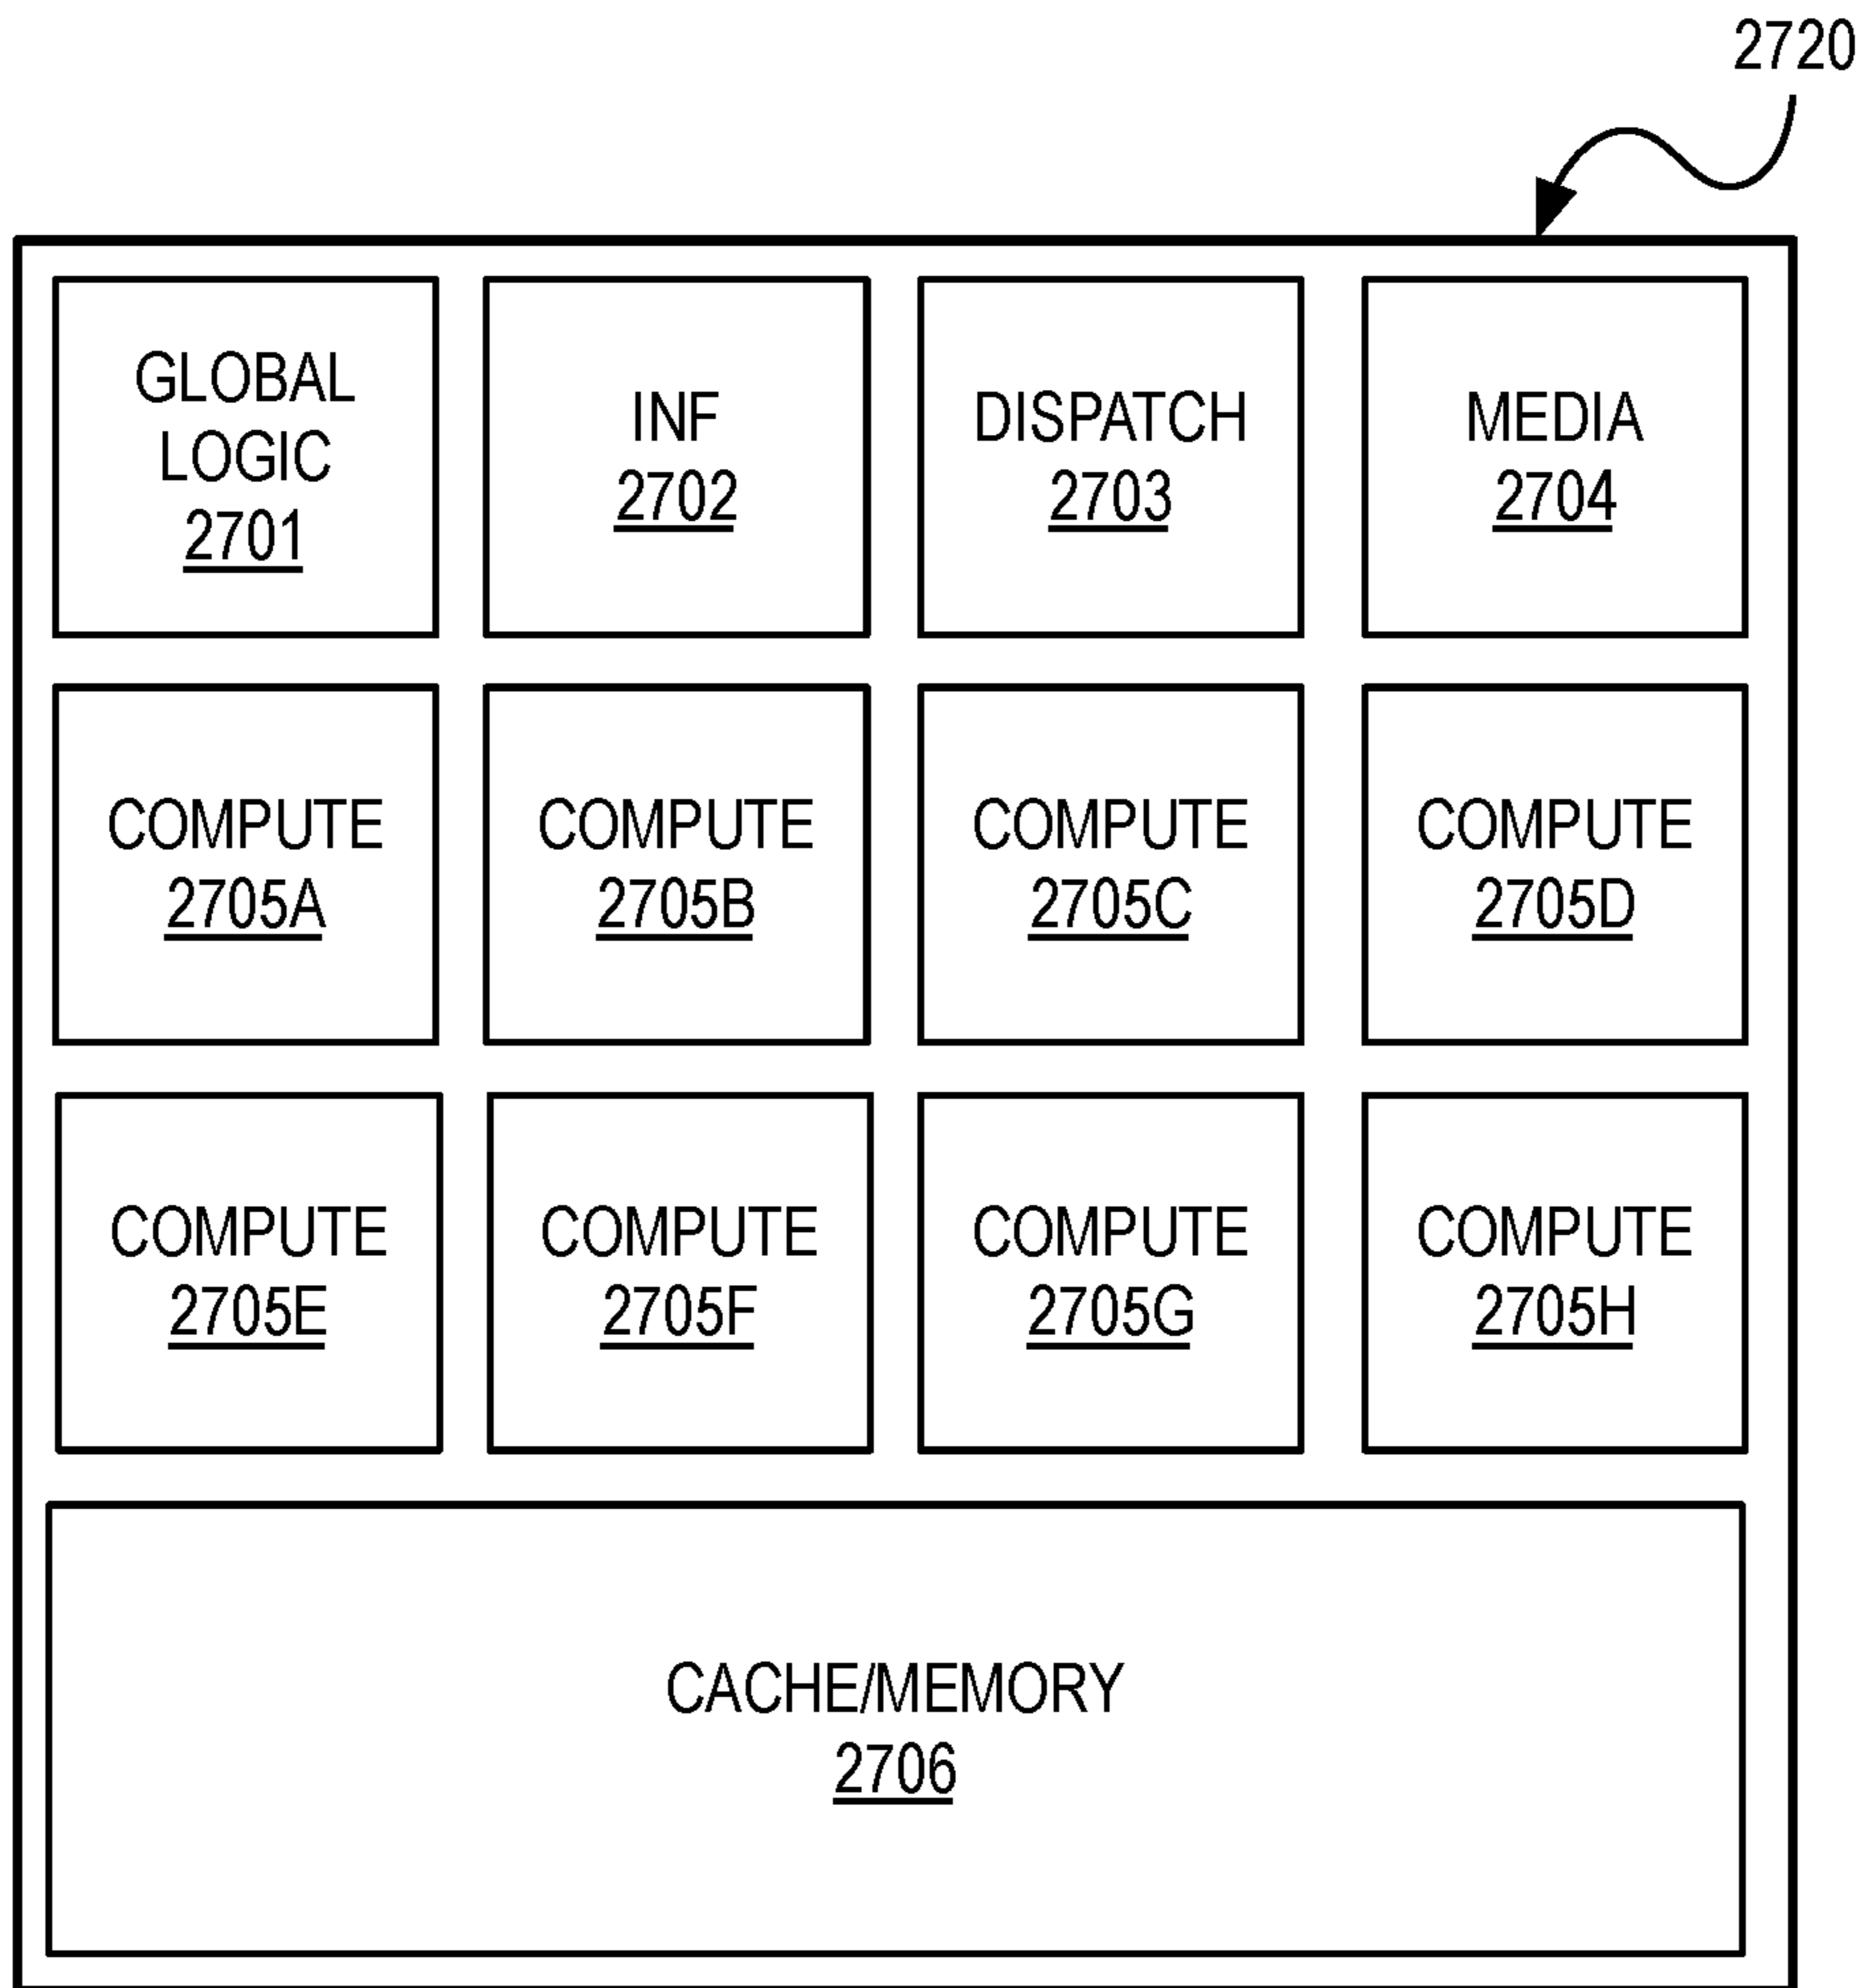 2720
GLOBAL
LOGIC
2701
INF
2702
DISPATCH
2703
MEDIA
2704
COMPUTE
2705A
COMPUTE
2705B
COMPUTE
2705C
COMPUTE
2705D
COMPUTE
2705E
COMPUTE
2705F
COMPUTE
2705G
COMPUTE
2705H
CACHE/MEMORY
2706